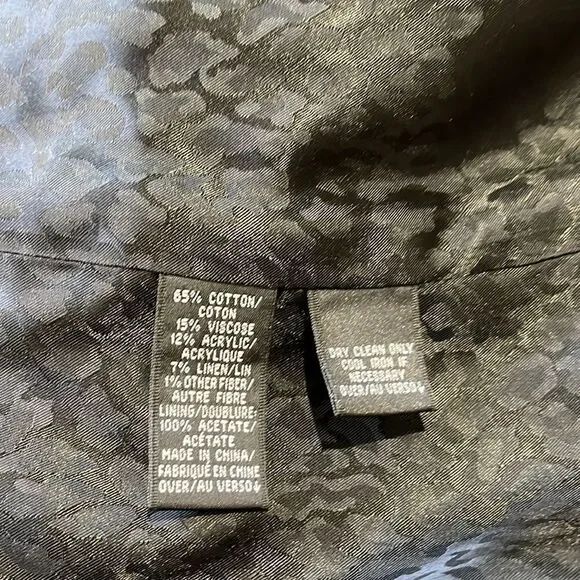 65% COTTON/
COTON
15% VISCOSE
12% ACRYLIC/
ACRYLIQUE
7% LINEN/LIN
1% OTHER FIBER/
AUTRE FIBRE
LINING/DOUBLURE:
100% ACETATE/
ACÉTATE
MADE IN CHINA/
FABRIQUÉ EN CHINE
OVER/AU VERSO↓
DRY CLEAN ONLY
COOL IRON IF
NECESSARY
OVER/AU VERSO↓